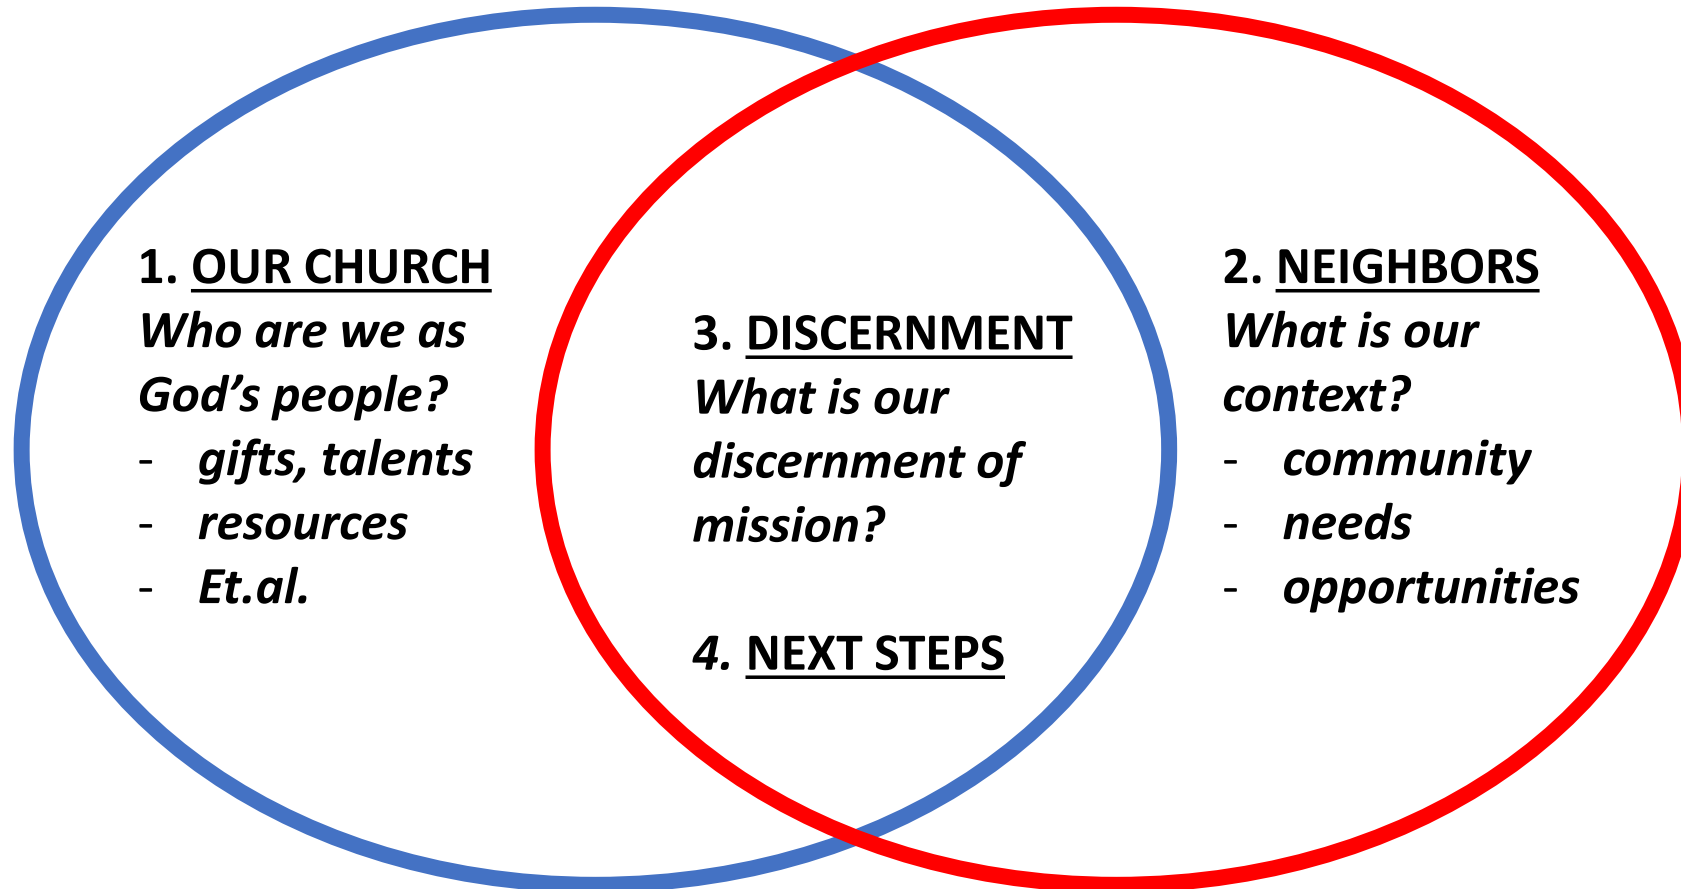 1. OUR CHURCH
Who are we as
God’s people?
- gifts, talents
- resources
- Et.al.
3. DISCERNMENT
What is our
discernment of
mission?
4. NEXT STEPS
2. NEIGHBORS
What is our
context?
- community
- needs
- opportunities